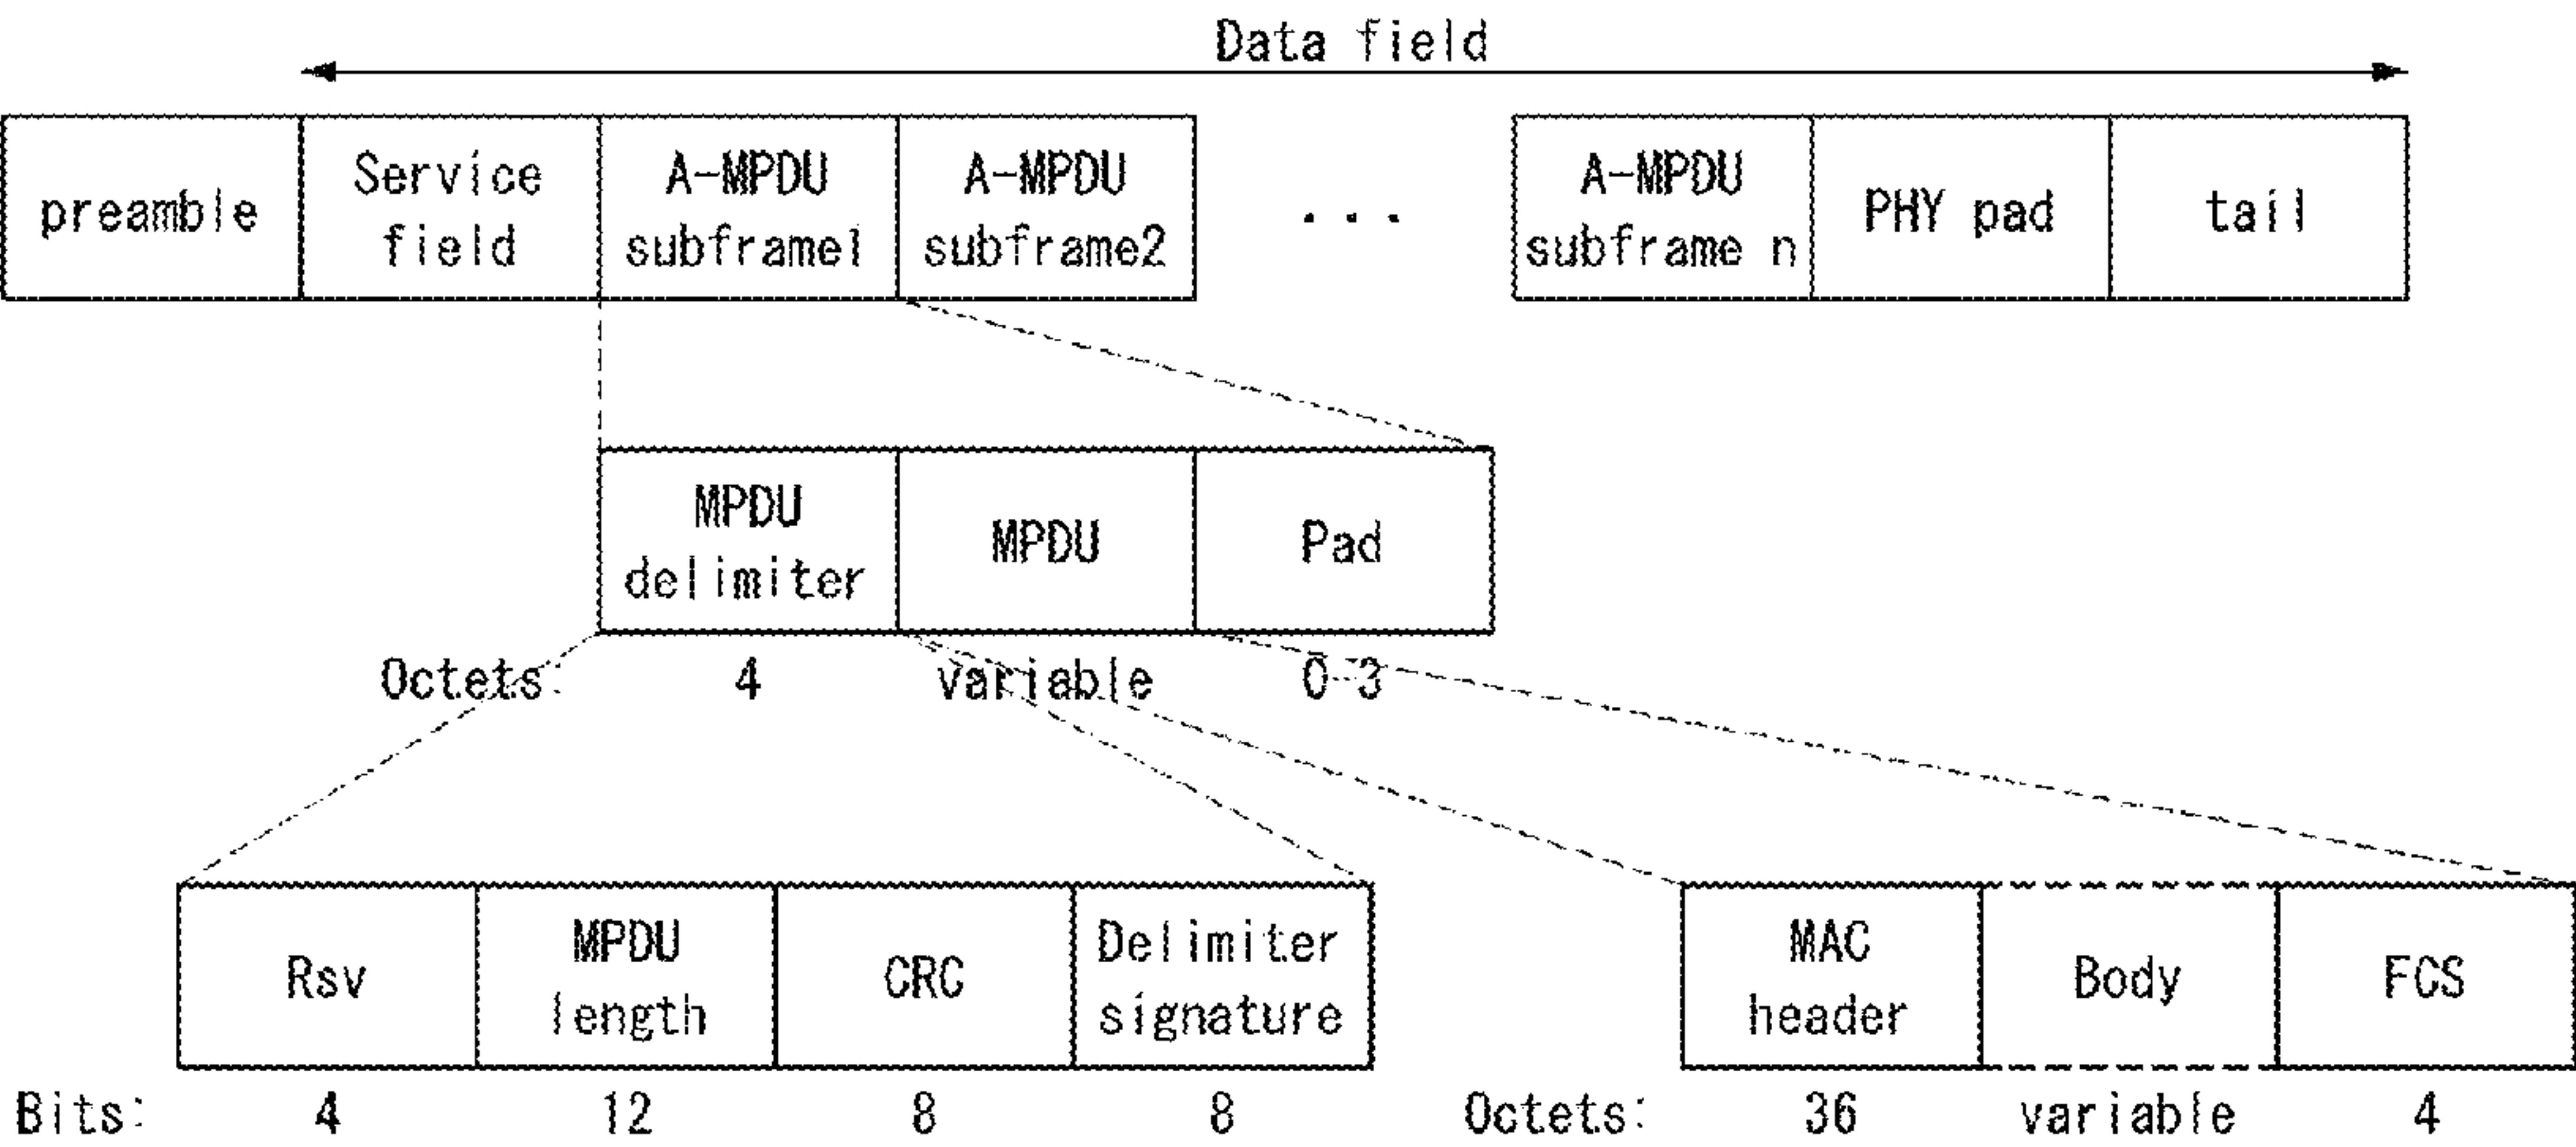 Data field
preamble
Service
field
A-MPDU
subframe1
A-MPDU
subframe2
...
A-MPDU
subframe n
PHY pad
tail
MPDU
delimiter
MPDU
Pad
Octets: 4 variable 0-3
Rsv
MPDU
length
CRC
Delimiter
signature
MAC
header
Body
FCS
Bits: 4 12 8 8
Octets: 36 variable 4